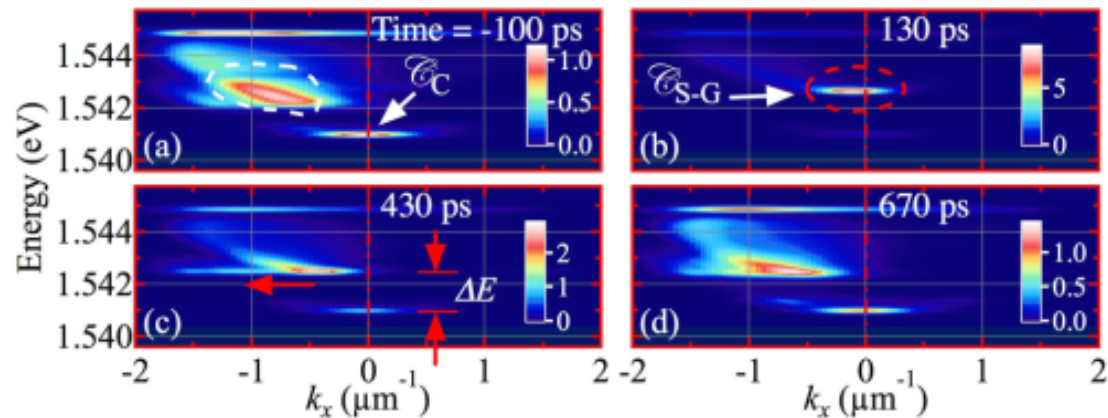 Time = -100 ps
𝒞C
1.0
0.5
0.0
(a)
130 ps
𝒞S-G
5
0
(b)
1.544
1.542
1.540
Energy (eV)
430 ps
ΔE
2
1
0
(c)
670 ps
1.0
0.5
0
(d)
1.544
1.542
1.540
-2 -1 0 1 2
-2 -1 0 1 2
kx (µm⁻¹)
kx (µm⁻¹)